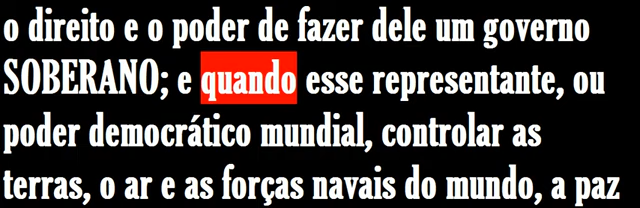 o direito e o poder de fazer dele um governo
SOBERANO; e quando esse representante, ou
poder democrático mundial, controlar as
terras, o ar e as forças navais do mundo, a paz